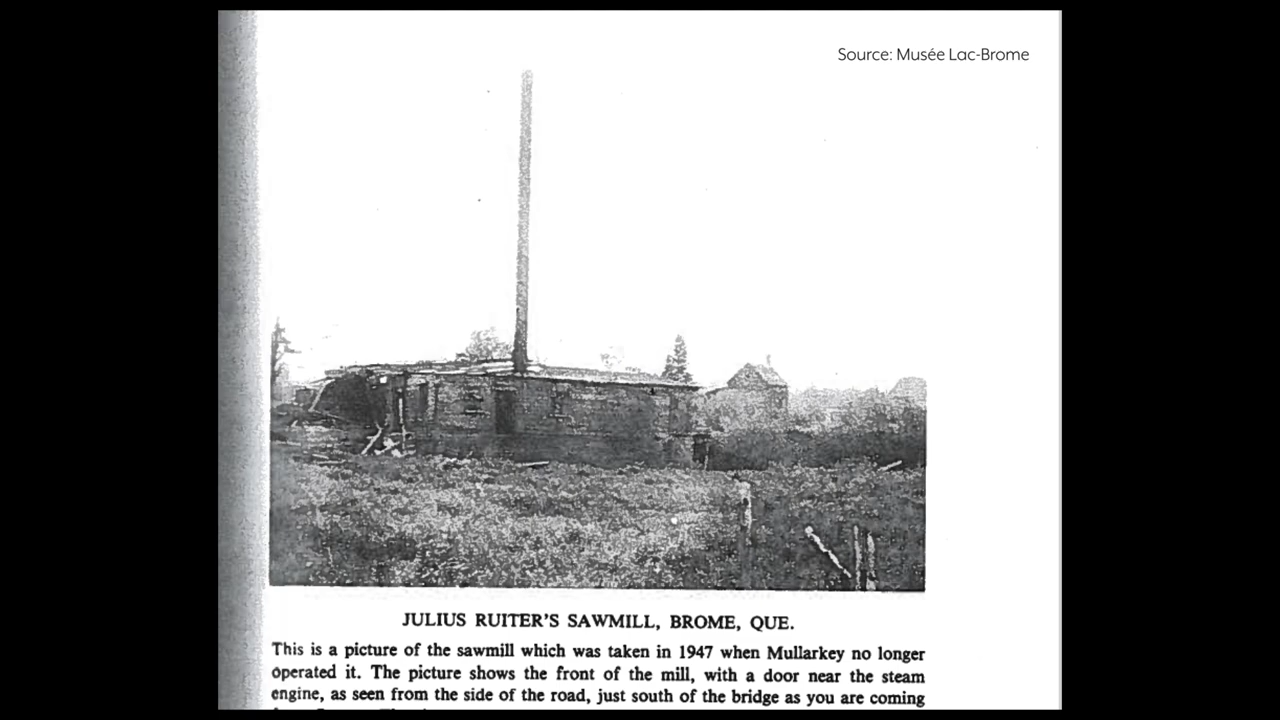 Source: Musée Lac-Brome
JULIUS RUITER'S SAWMILL, BROME, QUE.
This is a picture of the sawmill which was taken in 1947 when Mullarkey no longer
operated it. The picture shows the front of the mill, with a door near the steam
engine, as seen from the side of the road, just south of the bridge as you are coming